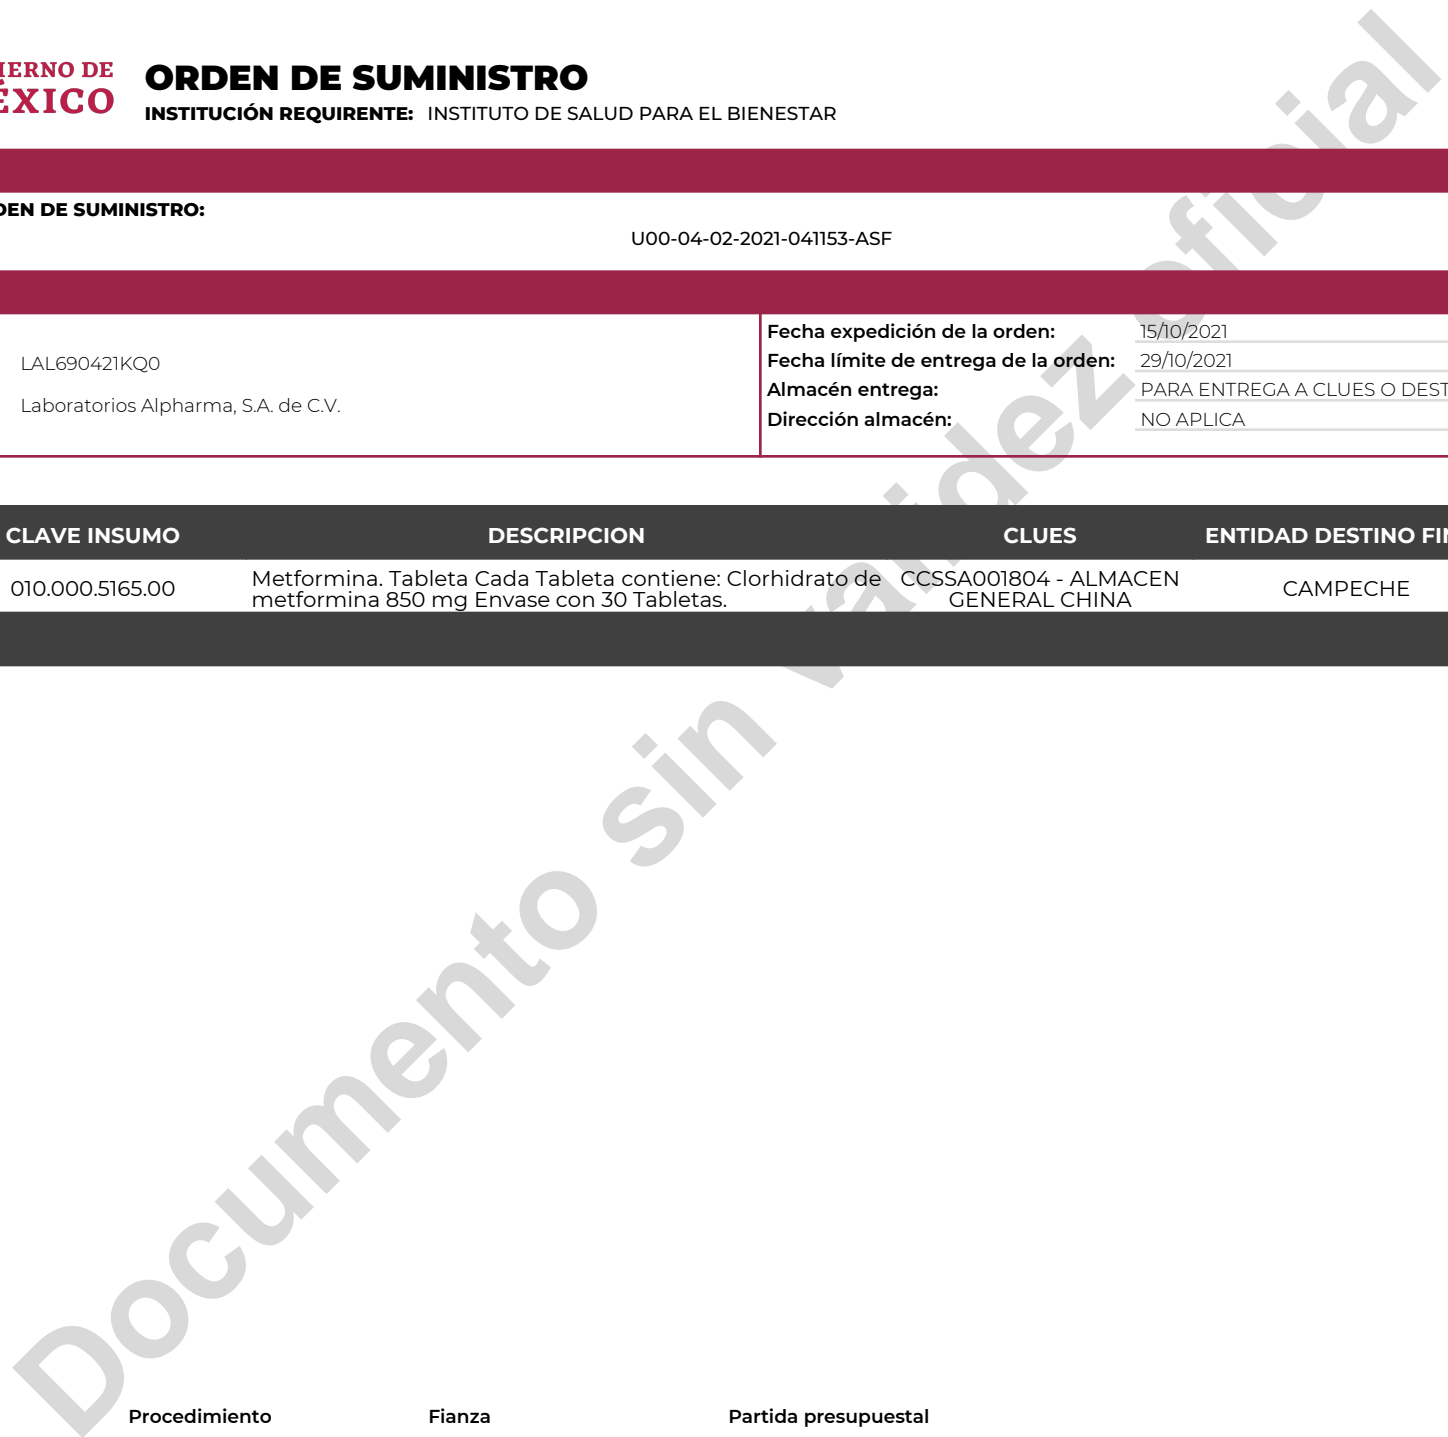 IERNO DE
ÉXICO
ORDEN DE SUMINISTRO
INSTITUCIÓN REQUIRENTE: INSTITUTO DE SALUD PARA EL BIENESTAR
DEN DE SUMINISTRO:
U00-04-02-2021-041153-ASF
LAL690421KQ0
Laboratorios Alpharma, S.A. de C.V.
Fecha expedición de la orden: 15/10/2021
Fecha límite de entrega de la orden: 29/10/2021
Almacén entrega: PARA ENTREGA A CLUES O DEST
Dirección almacén: NO APLICA
CLAVE INSUMO DESCRIPCION CLUES ENTIDAD DESTINO FIN
010.000.5165.00
Metformina. Tableta Cada Tableta contiene: Clorhidrato de
metformina 850 mg Envase con 30 Tabletas.
CCSSA001804 - ALMACEN
GENERAL CHINA
CAMPECHE
Documento sin validez oficial
Procedimiento Fianza Partida presupuestal